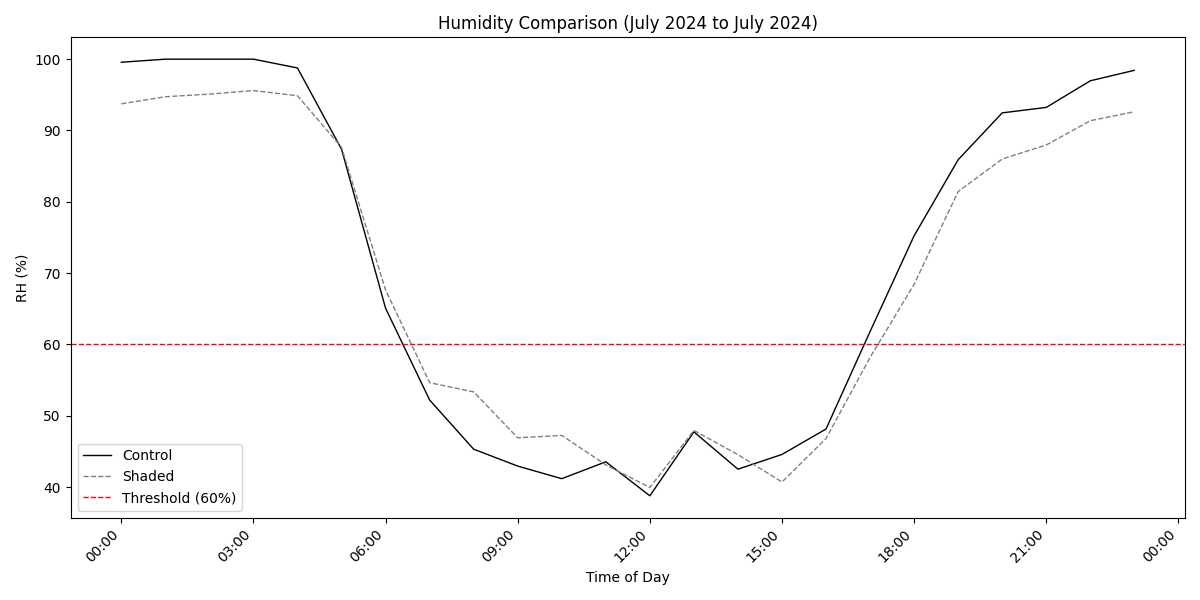 Humidity Comparison (July 2024 to July 2024)
RH (%)
100
90
80
70
60
50
40
Control
Shaded
Threshold (60%)
00:00
03:00
06:00
09:00
12:00
15:00
18:00
21:00
00:00
Time of Day